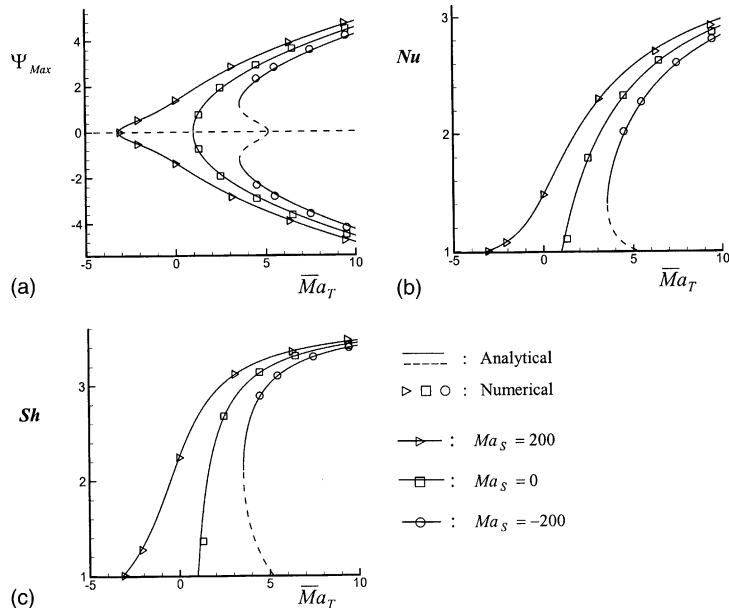 4
2
0
-2
-4
Ψ Max
-5
0
5
10
M̅a_T
(a)
3
2
1
Nu
-5
0
5
10
M̅a_T
(b)
3
2
1
Sh
-5
0
5
10
M̅a_T
(c)
: Analytical
: Numerical
: Ma_S = 200
: Ma_S = 0
: Ma_S = -200